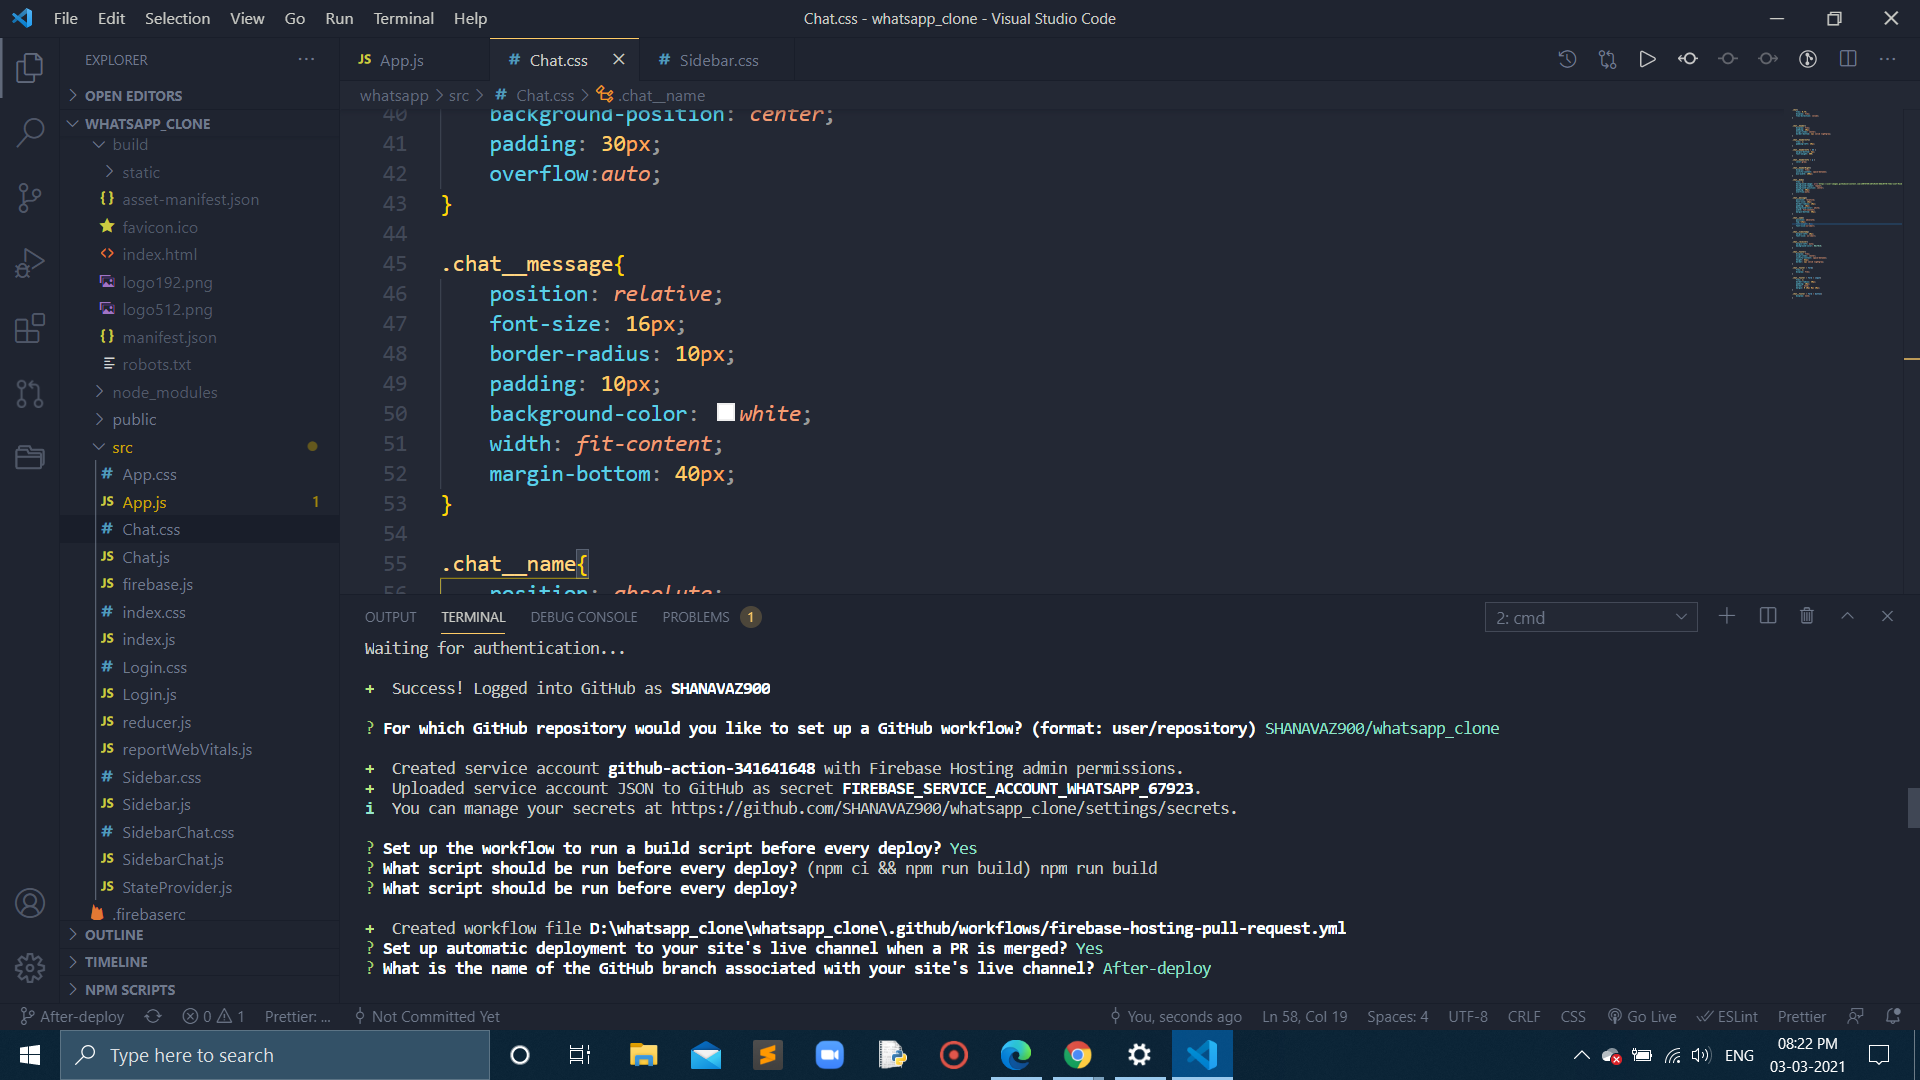 File Edit Selection View Go Run Terminal Help
Chat.css - whatsapp_clone - Visual Studio Code
EXPLORER
OPEN EDITORS
WHATSAPP_CLONE
build
static
asset-manifest.json
favicon.ico
index.html
logo192.png
logo512.png
manifest.json
robots.txt
node_modules
public
src
App.css
App.js 1
Chat.css
Chat.js
firebase.js
index.css
index.js
Login.css
Login.js
reducer.js
reportWebVitals.js
Sidebar.css
Sidebar.js
SidebarChat.css
SidebarChat.js
StateProvider.js
.firebaserc
OUTLINE
TIMELINE
NPM SCRIPTS
JS App.js # Chat.css # Sidebar.css
whatsapp > src > # Chat.css > .chat__name
40 background-position: center;
41 padding: 30px;
42 overflow:auto;
43 }
44
45 .chat__message{
46 position: relative;
47 font-size: 16px;
48 border-radius: 10px;
49 padding: 10px;
50 background-color: white;
51 width: fit-content;
52 margin-bottom: 40px;
53 }
54
55 .chat__name{
56 position: absolute;
OUTPUT TERMINAL DEBUG CONSOLE PROBLEMS 1
2: cmd
Waiting for authentication...
+ Success! Logged into GitHub as SHANAVAZ900
? For which GitHub repository would you like to set up a GitHub workflow? (format: user/repository) SHANAVAZ900/whatsapp_clone
+ Created service account github-action-341641648 with Firebase Hosting admin permissions.
+ Uploaded service account JSON to GitHub as secret FIREBASE_SERVICE_ACCOUNT_WHATSAPP_67923.
i You can manage your secrets at https://github.com/SHANAVAZ900/whatsapp_clone/settings/secrets.
? Set up the workflow to run a build script before every deploy? Yes
? What script should be run before every deploy? (npm ci && npm run build) npm run build
? What script should be run before every deploy?
+ Created workflow file D:\whatsapp_clone\whatsapp_clone\.github/workflows/firebase-hosting-pull-request.yml
? Set up automatic deployment to your site's live channel when a PR is merged? Yes
? What is the name of the GitHub branch associated with your site's live channel? After-deploy
After-deploy 0 1 Prettier: ... Not Committed Yet
You, seconds ago Ln 58, Col 19 Spaces: 4 UTF-8 CRLF CSS Go Live ESLint Prettier
Type here to search
ENG
08:22 PM
03-03-2021